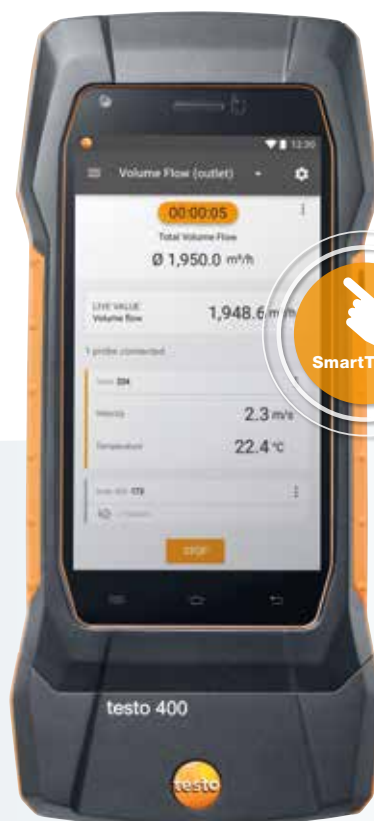 12:30
Volume Flow (outlet)
00:00:05
Total Volume Flow
Ø 1,950.0 m³/h
LIVE VALUE
Volume flow
1,948.6
1 probe connected
Velocity
2.3 m/s
Temperature
22.4 °C
STOP
SmartT
testo 400
testo